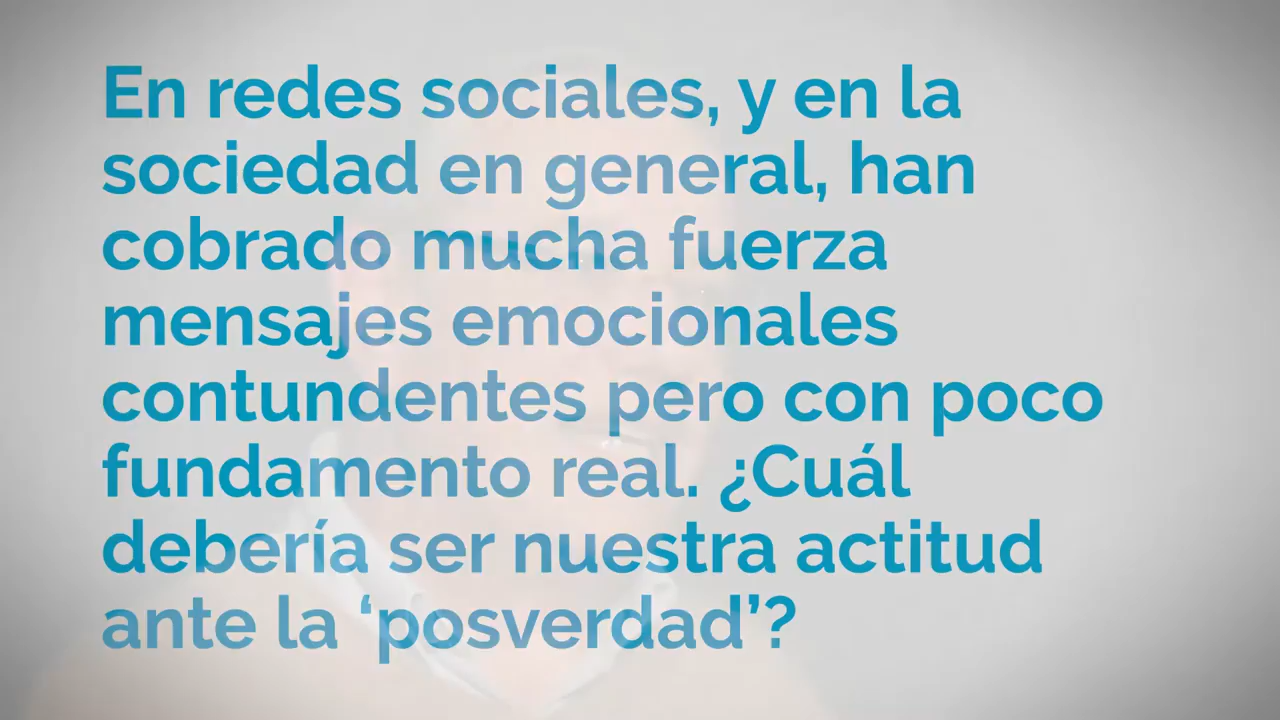 En redes sociales, y en la
sociedad en general, han
cobrado mucha fuerza
mensajes emocionales
contundentes pero con poco
fundamento real. ¿Cuál
debería ser nuestra actitud
ante la ‘posverdad’?